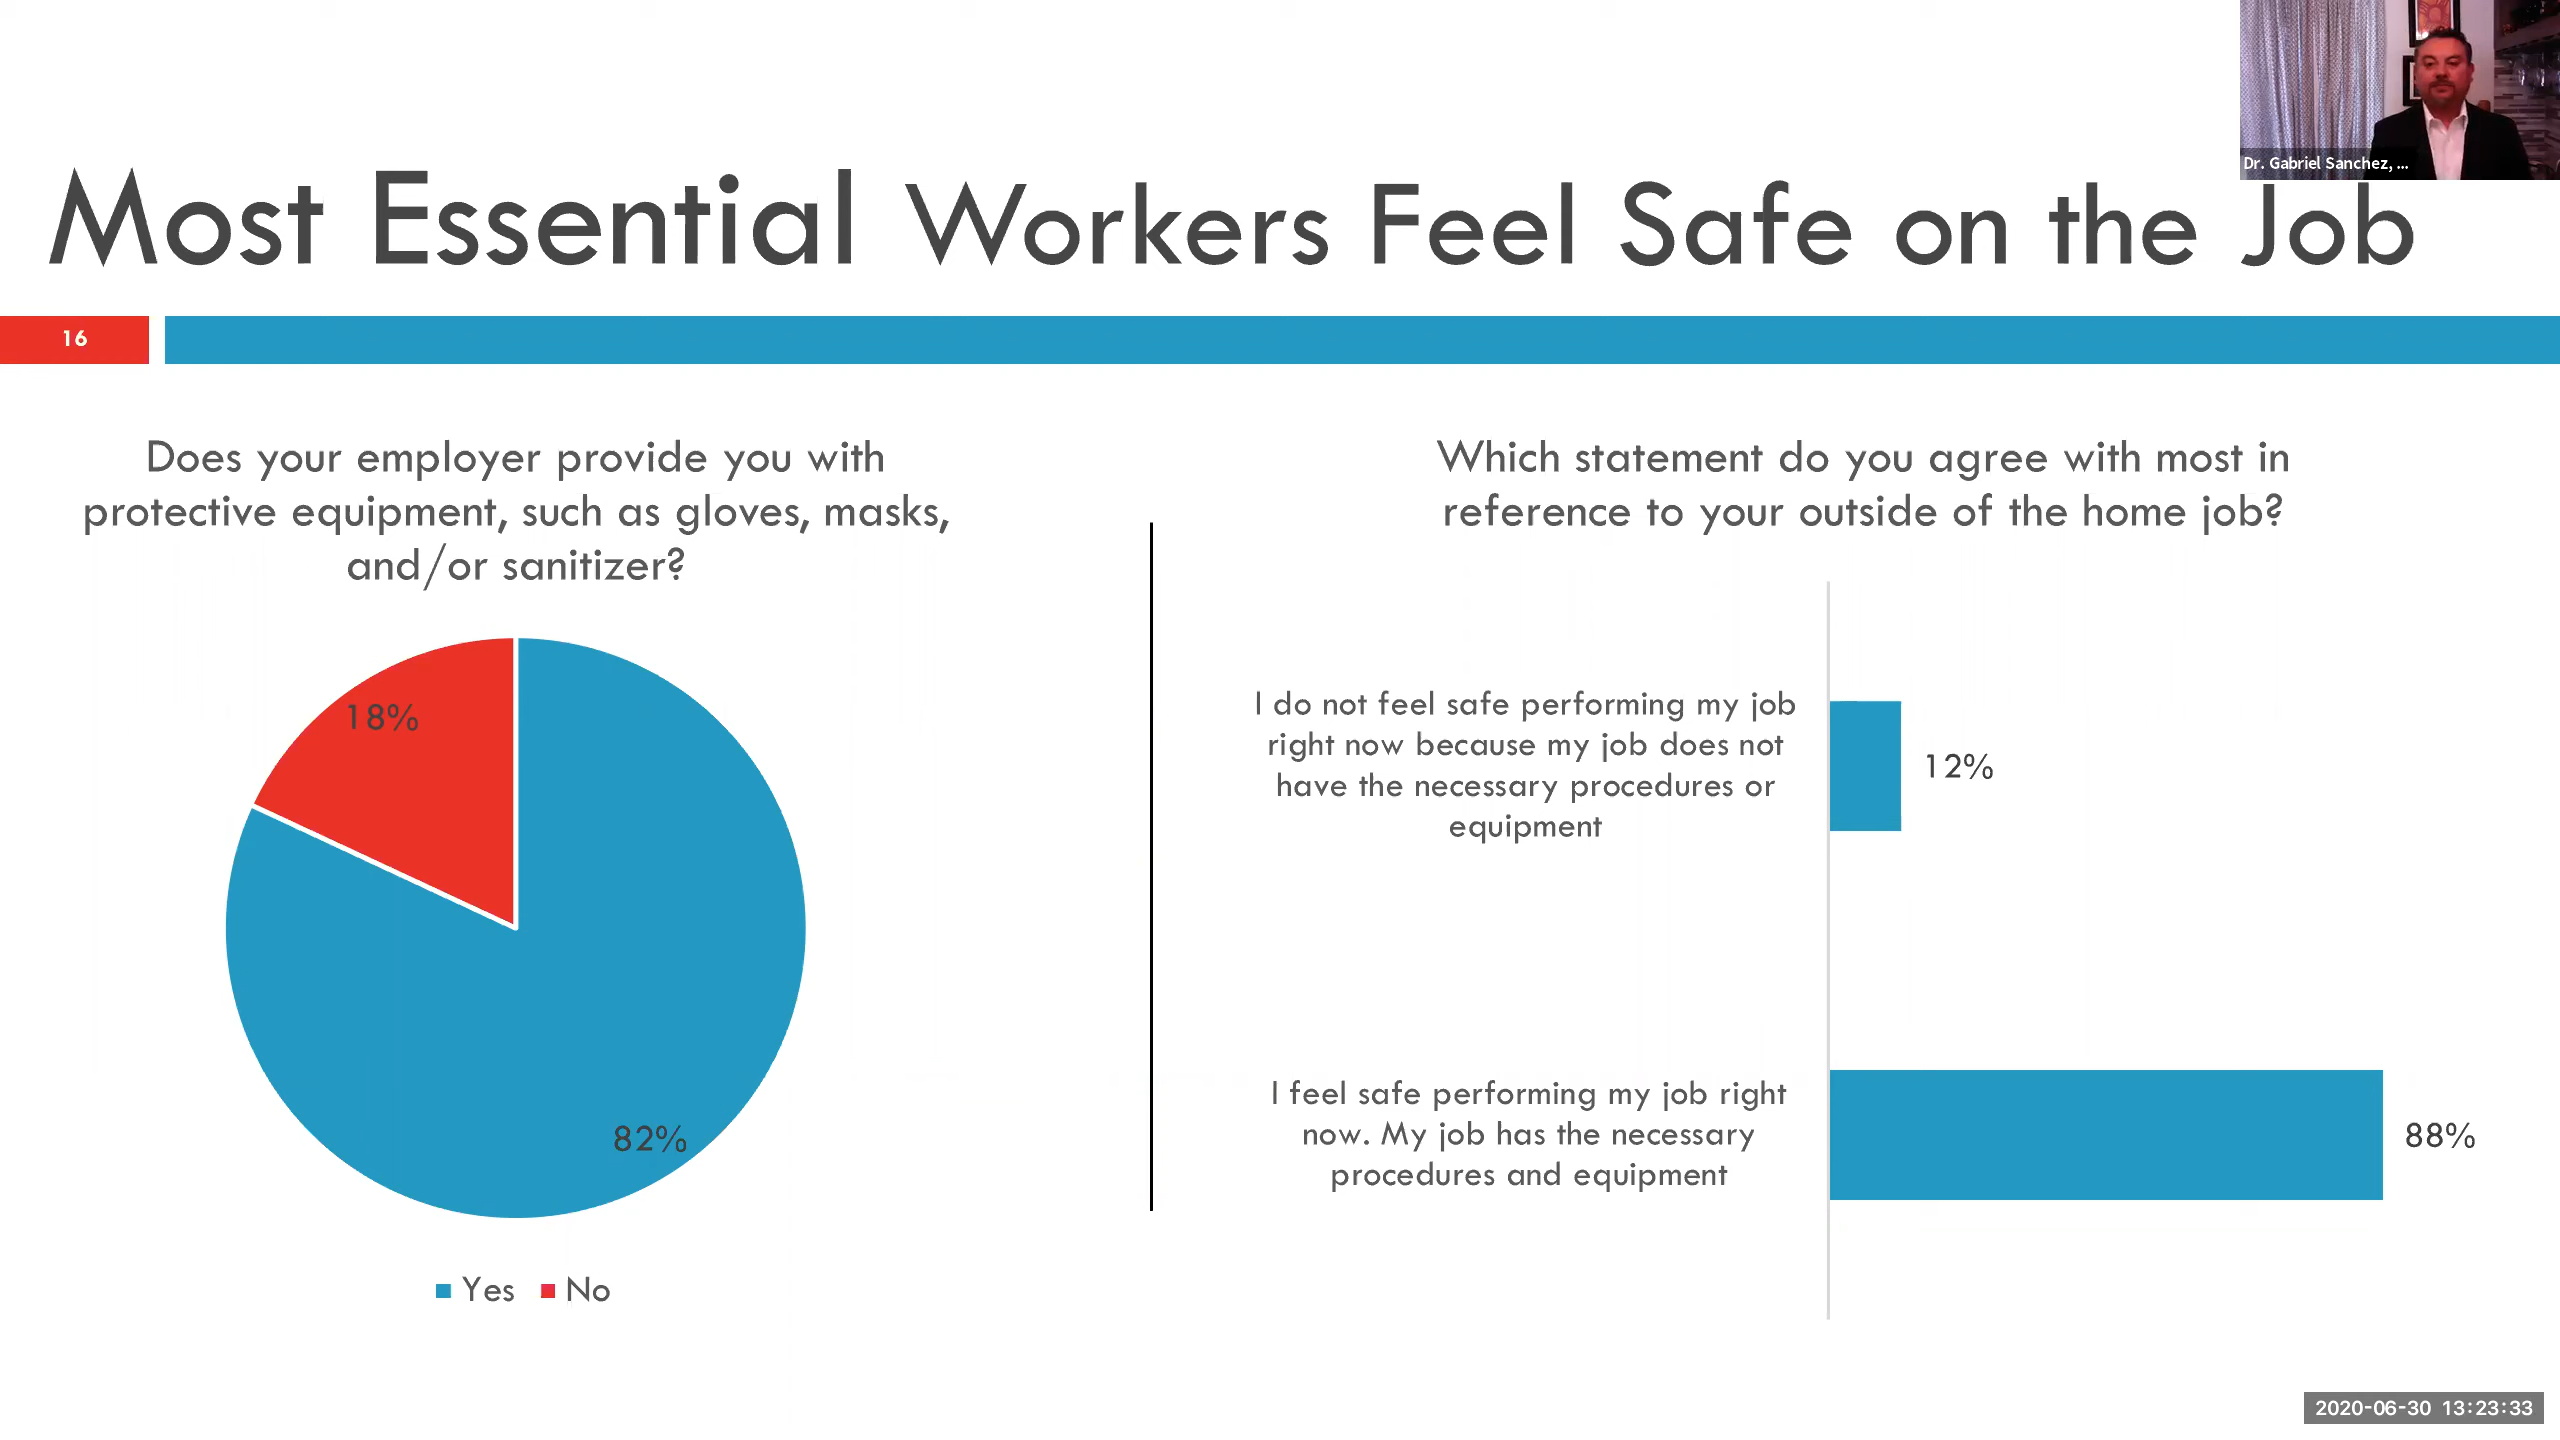 Dr. Gabriel Sanchez, ...
Most Essential Workers Feel Safe on the Job
16
Does your employer provide you with
protective equipment, such as gloves, masks,
and/or sanitizer?
18%
82%
Yes No
Which statement do you agree with most in
reference to your outside of the home job?
I do not feel safe performing my job
right now because my job does not
have the necessary procedures or
equipment
12%
I feel safe performing my job right
now. My job has the necessary
procedures and equipment
88%
2020-06-30 13:23:33